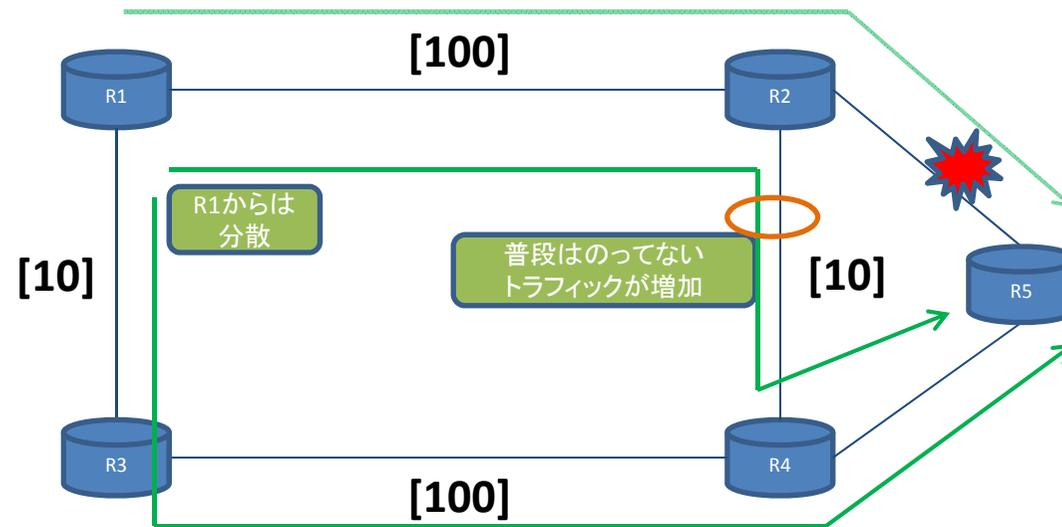 [100]
R1
R2
R1からは
分散
普段はのってない
トラフィックが増加
[10]
[10]
R5
R3
R4
[100]